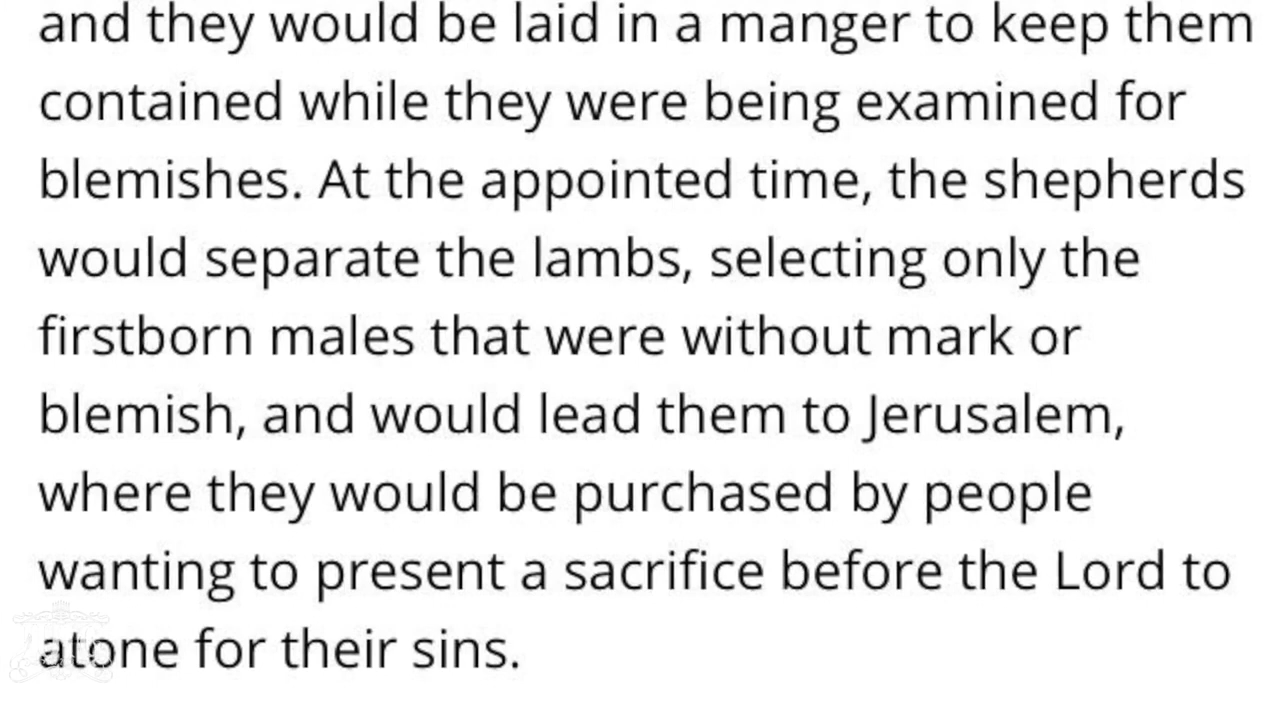 and they would be laid in a manger to keep them
contained while they were being examined for
blemishes. At the appointed time, the shepherds
would separate the lambs, selecting only the
firstborn males that were without mark or
blemish, and would lead them to Jerusalem,
where they would be purchased by people
wanting to present a sacrifice before the Lord to
atone for their sins.